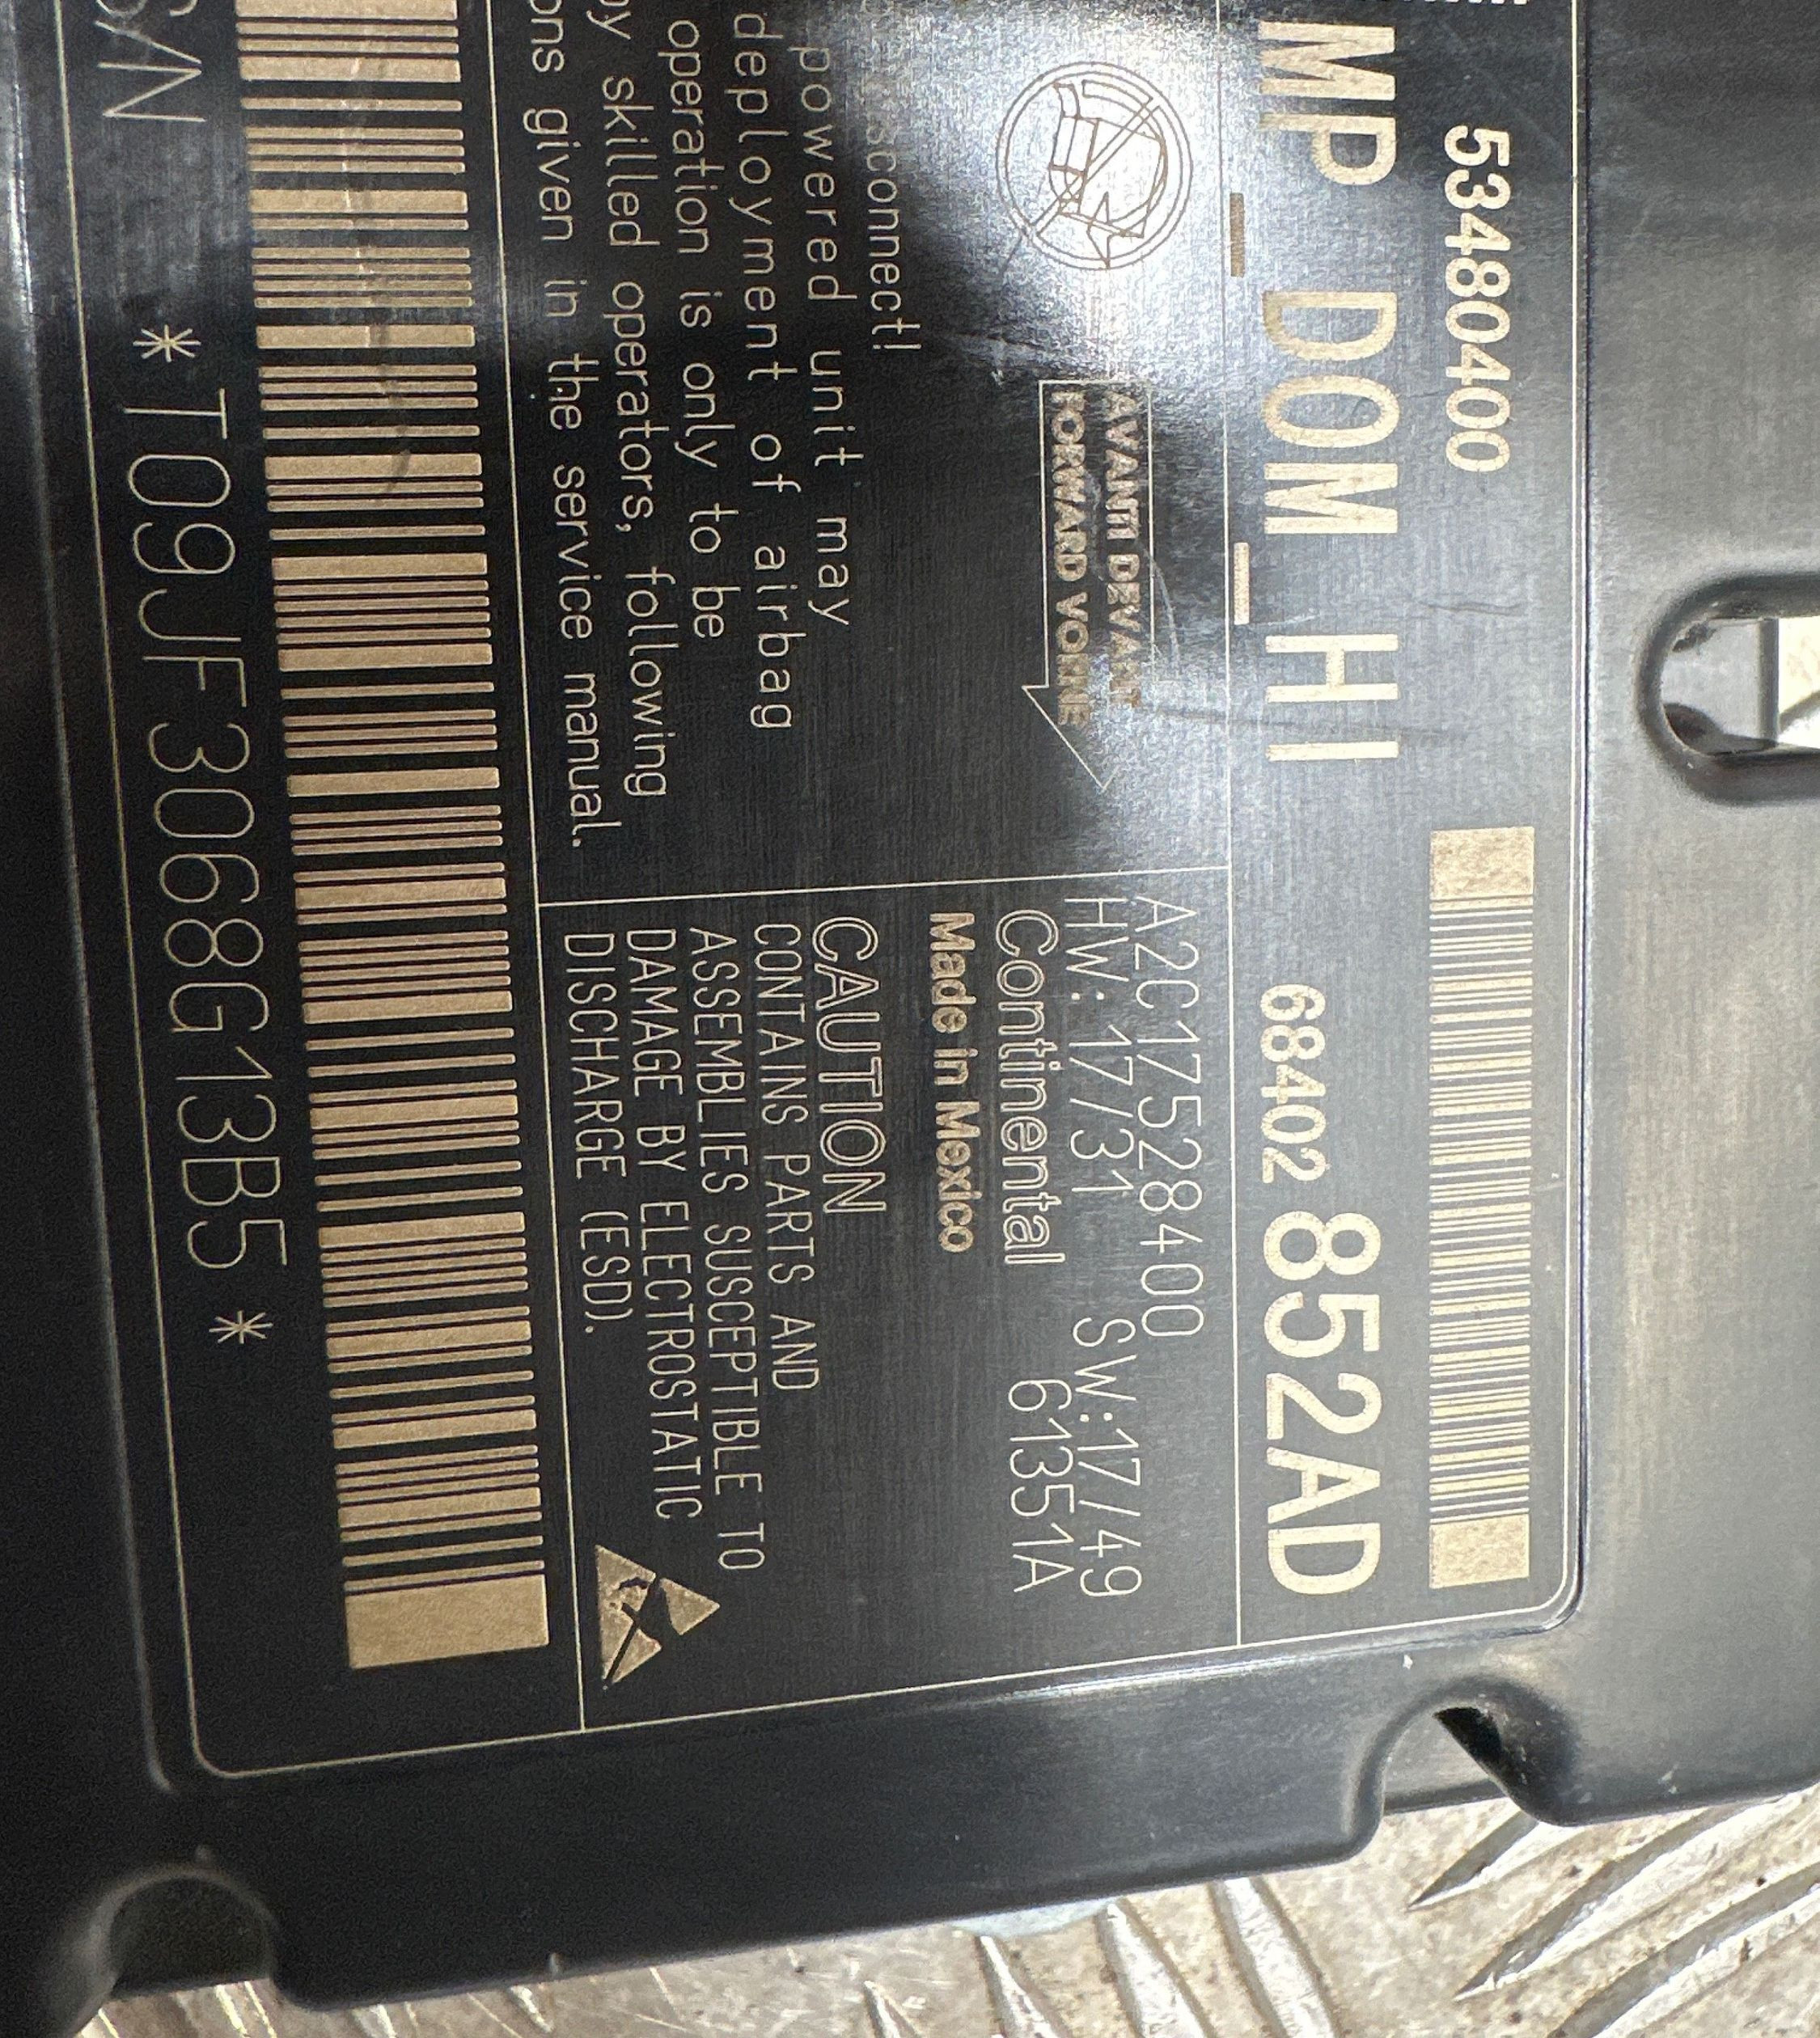 53480400
MP_DOM_HI
68402 852AD
AVANTI DEVANT
FORWARD VORNE
sconnect!
powered unit may
deployment of airbag
operation is only to be
by skilled operators, following
ons given in the service manual.
A2C17528400
HW: 17/31 SW:17/49
Continental 61351A
Made in Mexico
CAUTION
CONTAINS PARTS AND
ASSEMBLIES SUSCEPTIBLE TO
DAMAGE BY ELECTROSTATIC
DISCHARGE (ESD).
*T09JF3068G13B5*